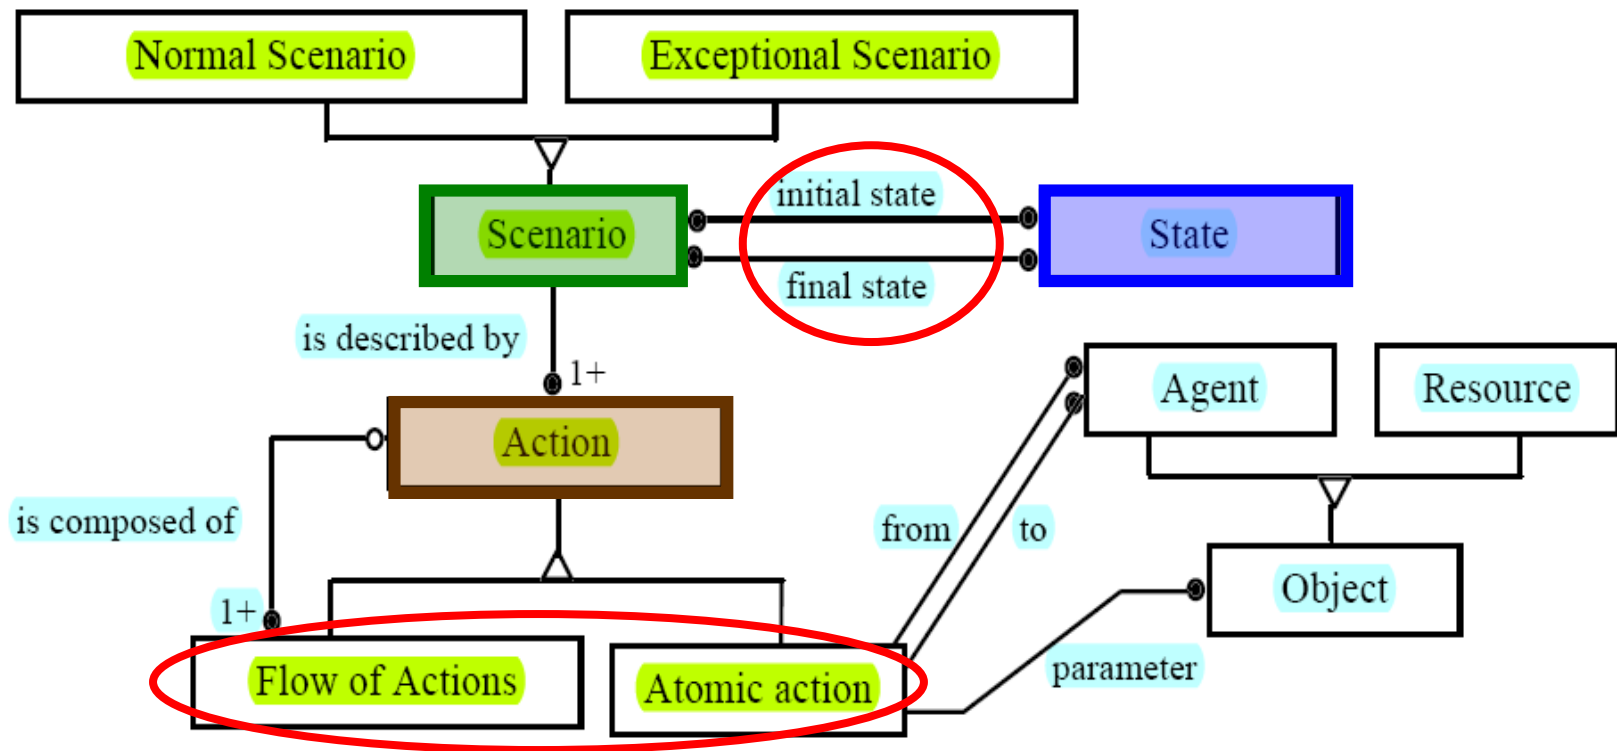 Normal Scenario
Exceptional Scenario
initial state
Scenario
State
final state
is described by
1+
Agent
Resource
Action
is composed of
from
to
Object
1+
parameter
Flow of Actions
Atomic action